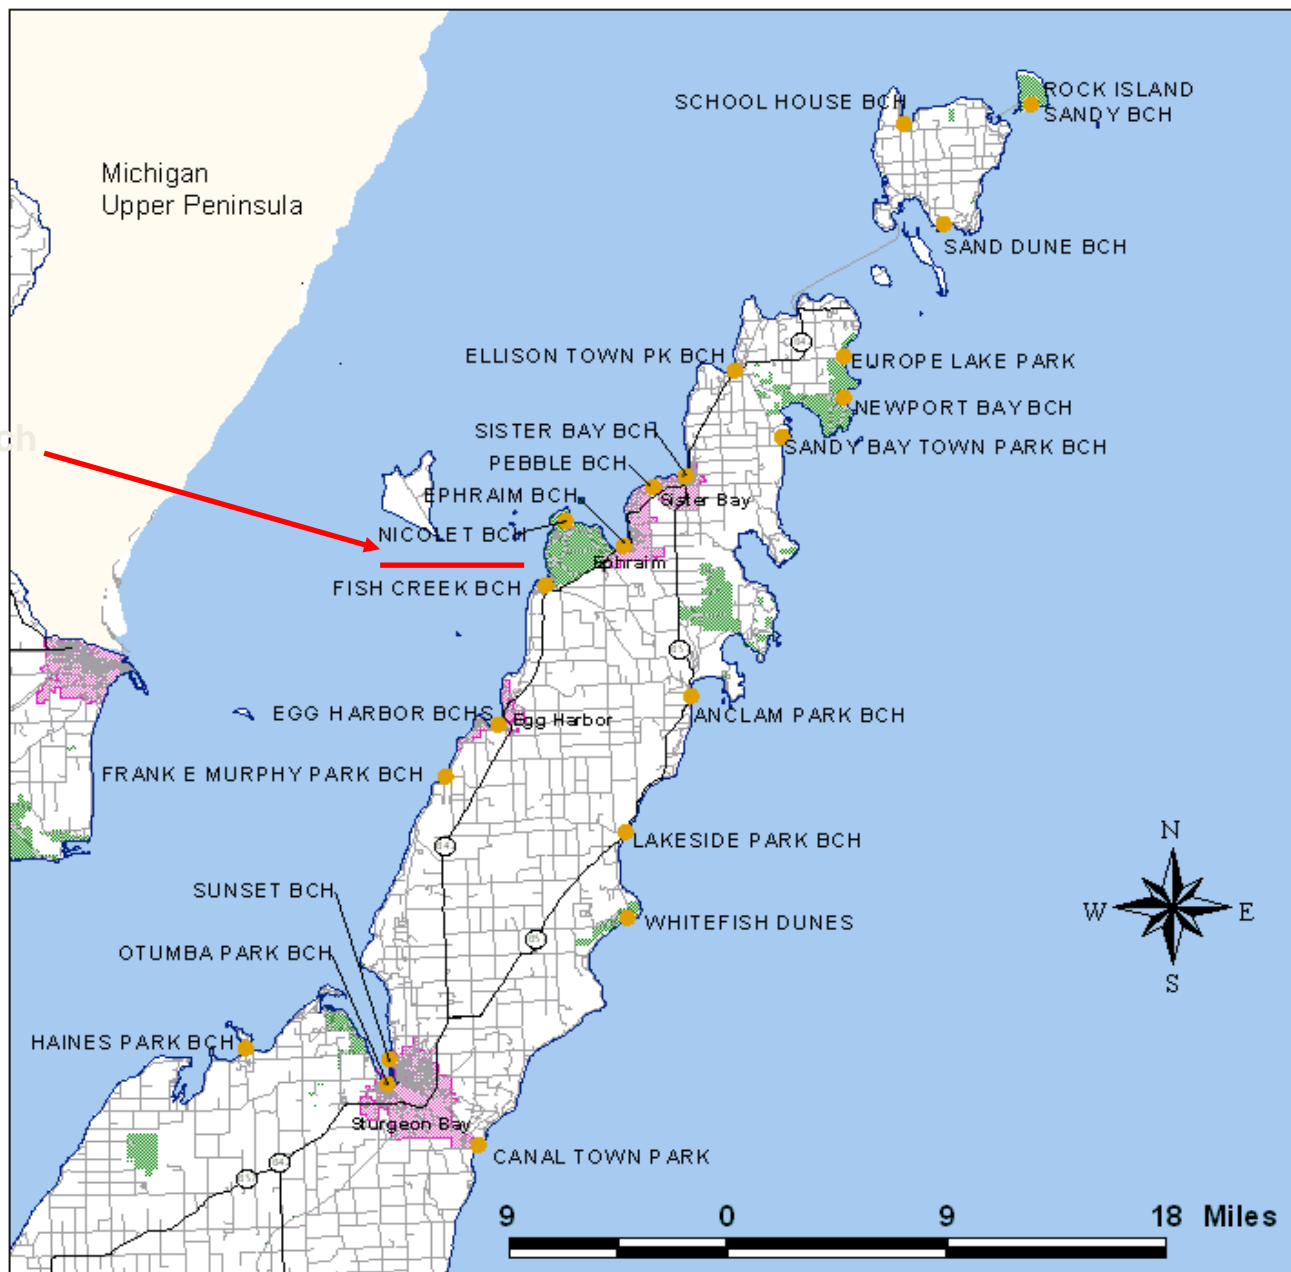 ROCK ISLAND
SANDY BCH
SCHOOL HOUSE BCH
Michigan
Upper Peninsula
SAND DUNE BCH
ELLISON TOWN PK BCH
EUROPE LAKE PARK
NEWPORT BAY BCH
ch
SISTER BAY BCH
SANDY BAY TOWN PARK BCH
PEBBLE BCH
EPHRAIM BCH
Sister Bay
NICOLET BCH
Ephraim
FISH CREEK BCH
EGG HARBOR BCHS
Egg Harbor
ANCLAM PARK BCH
FRANK E MURPHY PARK BCH
LAKESIDE PARK BCH
SUNSET BCH
WHITEFISH DUNES
OTUMBA PARK BCH
N
W E
S
HAINES PARK BCH
Sturgeon Bay
CANAL TOWN PARK
9 0 9 18 Miles